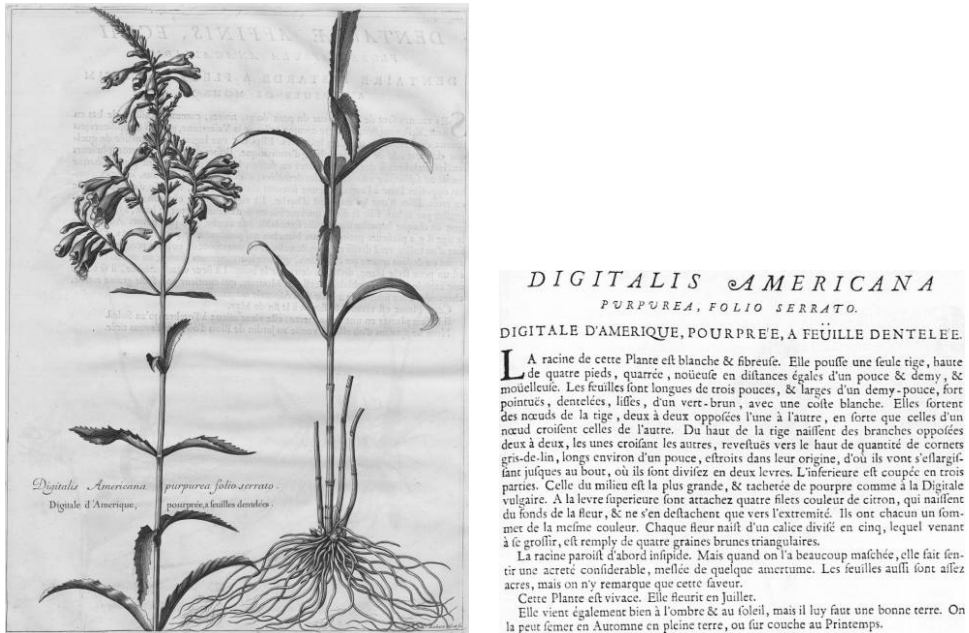 Digitalis Americana purpurea folio serrato.
Digitale d'Amerique, pourprée, a feuilles dentelées.
DIGITALIS AMERICANA
PVRPVREA, FOLIO SERRATO.
DIGITALE D'AMERIQUE, POURPRE'E, A FEÜILLE DENTELE'E.
LA racine de cette Plante eſt blanche & fibreuſe. Elle pouſſe une ſeule tige, haute
de quatre pieds, quarrée, noüeuſe en diſtances égales d'un pouce & demy, &
moüelleuſe. Les feuilles ſont longues de trois pouces, & larges d'un demy-pouce, fort
pointuës, dentelées, liſſes, d'un vert-brun, avec une coſte blanche. Elles ſortent
des nœuds de la tige, deux à deux oppoſées l'une à l'autre, en ſorte que celles d'un
nœud croiſent celles de l'autre. Du haut de la tige naiſſent des branches oppoſées
deux à deux, les unes croiſant les autres, reveſtuës vers le haut de quantité de cornets
gris-de-lin, longs environ d'un pouce, eſtroits dans leur origine, d'où ils vont s'eſlargiſ-
ſant juſques au bout, où ils ſont diviſez en deux levres. L'inferieure eſt coupée en trois
parties. Celle du milieu eſt la plus grande, & tachetée de pourpre comme à la Digitale
vulgaire. A la levre ſuperieure ſont attachez quatre filets couleur de citron, qui naiſſent
du fonds de la fleur, & ne s'en deſtachent que vers l'extremité. Ils ont chacun un ſom-
met de la meſme couleur. Chaque fleur naiſt d'un calice diviſé en cinq, lequel venant
à ſe groſſir, eſt remply de quatre graines brunes triangulaires.
La racine paroiſt d'abord inſipide. Mais quand on l'a beaucoup maſchée, elle fait ſen-
tir une acreté conſiderable, meſlée de quelque amertume. Les feuilles auſſi ſont aſſez
acres, mais on n'y remarque que cette ſaveur.
Cette Plante eſt vivace. Elle fleurit en Juillet.
Elle vient également bien à l'ombre & au ſoleil, mais il luy faut une bonne terre. On
la peut ſemer en Automne en pleine terre, ou ſur couche au Printemps.